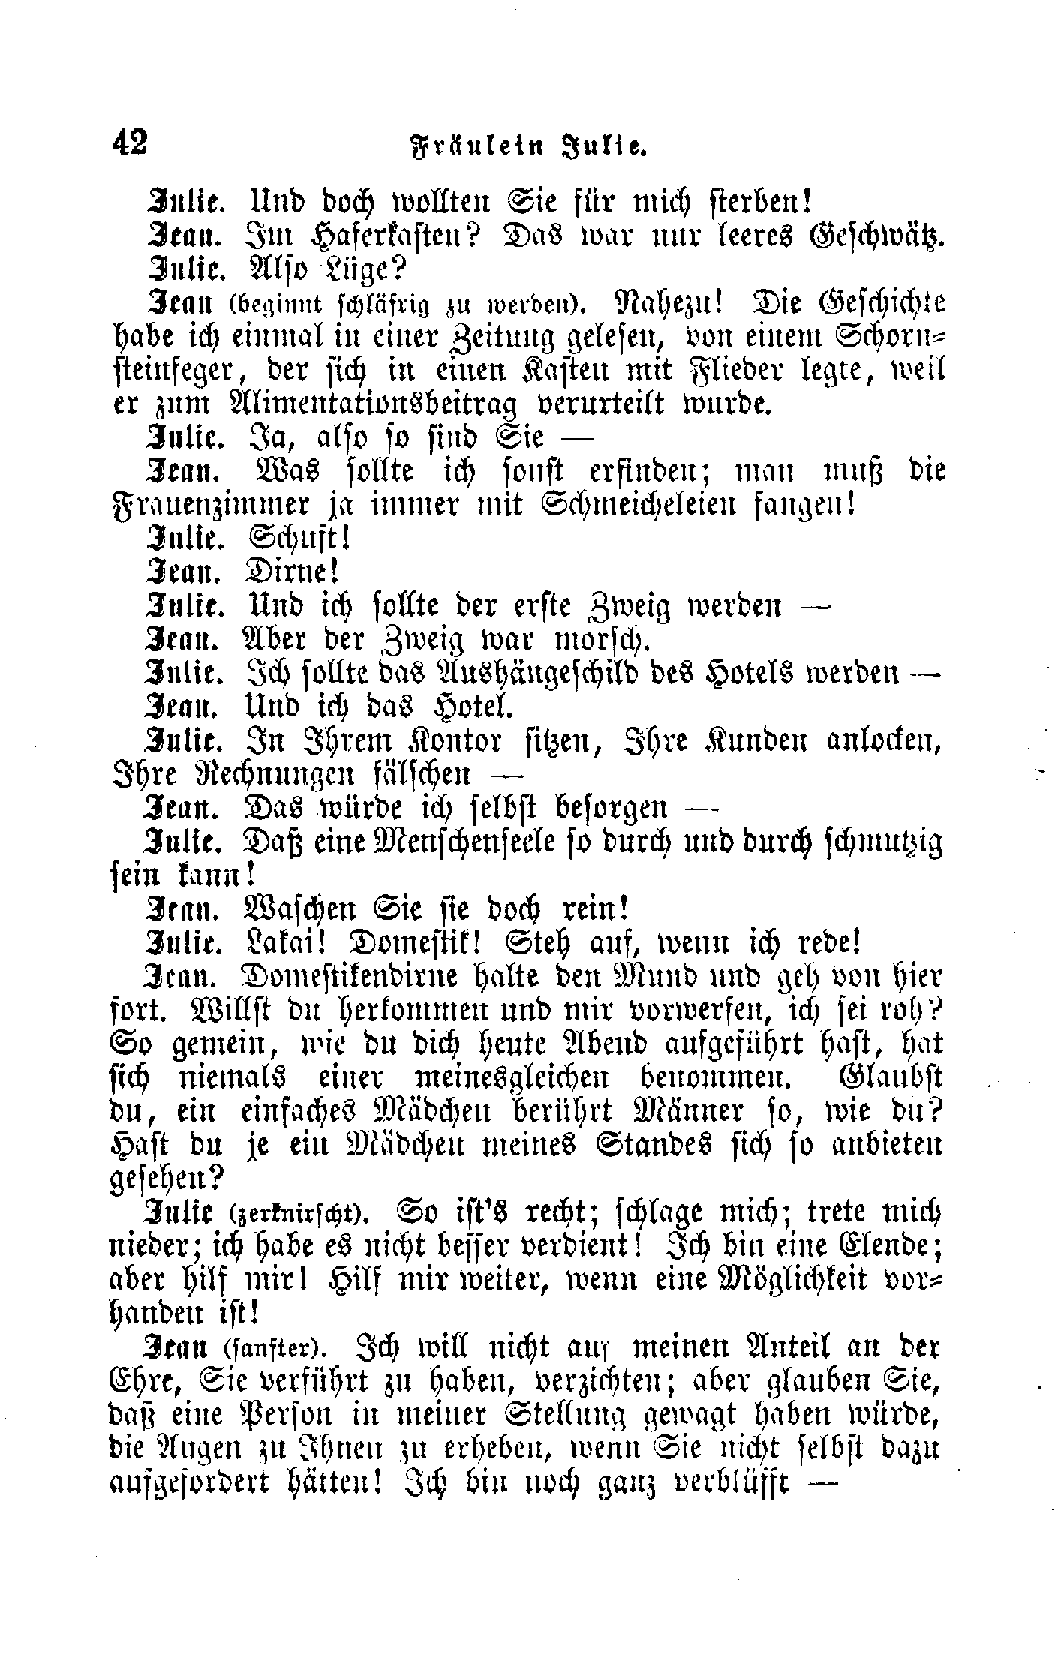 42 Fräulein Julie.
Julie. Und doch wollten Sie für mich sterben!
Jean. Im Haferkasten? Das war nur leeres Geschwätz.
Julie. Also Lüge?
Jean (beginnt schläfrig zu werden). Nahezu! Die Geschichte
habe ich einmal in einer Zeitung gelesen, von einem Schorn-
steinfeger, der sich in einen Kasten mit Flieder legte, weil
er zum Alimentationsbeitrag verurteilt wurde.
Julie. Ja, also so sind Sie —
Jean. Was sollte ich sonst erfinden; man muß die
Frauenzimmer ja immer mit Schmeicheleien fangen!
Julie. Schuft!
Jean. Dirne!
Julie. Und ich sollte der erste Zweig werden —
Jean. Aber der Zweig war morsch.
Julie. Ich sollte das Aushängeschild des Hotels werden —
Jean. Und ich das Hotel.
Julie. In Ihrem Kontor sitzen, Ihre Kunden anlocken,
Ihre Rechnungen fälschen —
Jean. Das würde ich selbst besorgen —
Julie. Daß eine Menschenseele so durch und durch schmutzig
sein kann!
Jean. Waschen Sie sie doch rein!
Julie. Lakai! Domestik! Steh auf, wenn ich rede!
Jean. Domestikendirne halte den Mund und geh von hier
fort. Willst du herkommen und mir vorwerfen, ich sei roh?
So gemein, wie du dich heute Abend aufgeführt hast, hat
sich niemals einer meinesgleichen benommen. Glaubst
du, ein einfaches Mädchen berührt Männer so, wie du?
Hast du je ein Mädchen meines Standes sich so anbieten
gesehen?
Julie (zerknirscht). So ist's recht; schlage mich; trete mich
nieder; ich habe es nicht besser verdient! Ich bin eine Elende;
aber hilf mir! Hilf mir weiter, wenn eine Möglichkeit vor-
handen ist!
Jean (sanfter). Ich will nicht auf meinen Anteil an der
Ehre, Sie verführt zu haben, verzichten; aber glauben Sie,
daß eine Person in meiner Stellung gewagt haben würde,
die Augen zu Ihnen zu erheben, wenn Sie nicht selbst dazu
aufgefordert hätten! Ich bin noch ganz verblüfft —